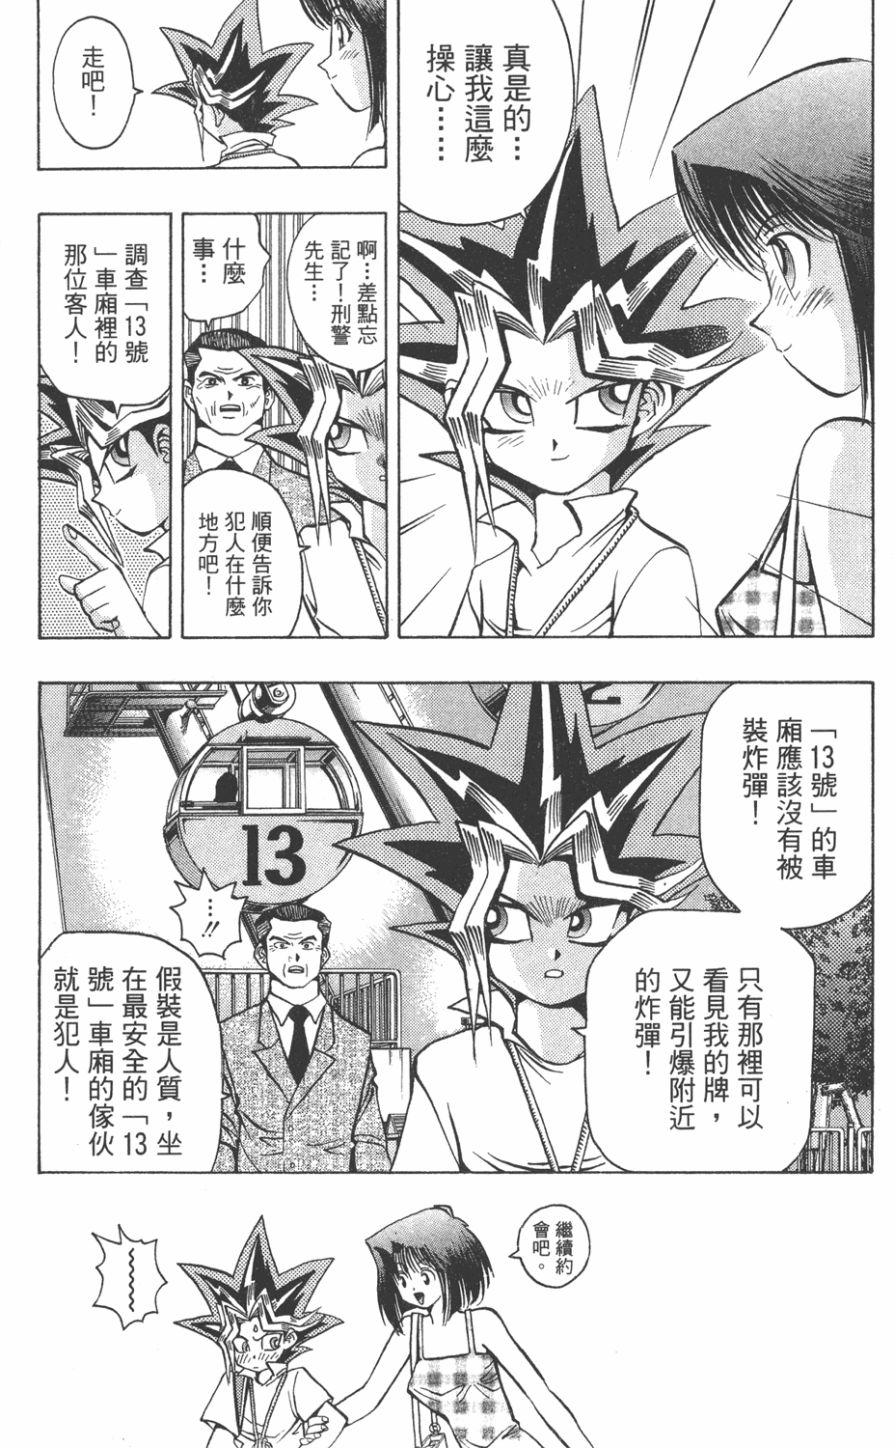 真是的…
讓我這麼
操心……
走吧！
啊…差點忘
記了！刑警
先生…
什麼
事…
順便告訴你
犯人在什麼
地方吧！
調查「13號
」車廂裡的
那位客人！
「13號」的車
廂應該沒有被
裝炸彈！
只有那裡可以
看見我的牌，
又能引爆附近
的炸彈！
13
…!!
假裝是人質，坐
在最安全的「13
號」車廂的傢伙
就是犯人！
繼續約
會吧。